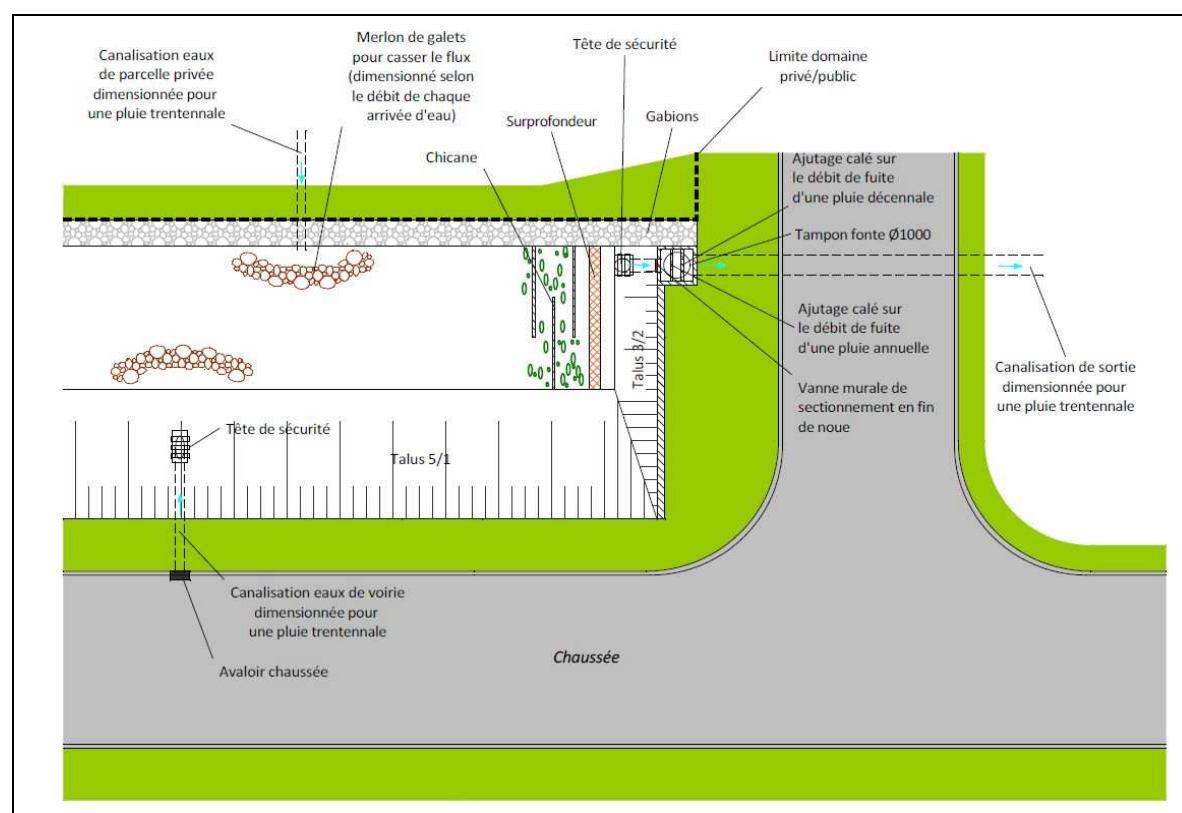 Canalisation eaux
de parcelle privée
dimensionnée pour
une pluie trentennale
Merlon de galets
pour casser le flux
(dimensionné selon
le débit de chaque
arrivée d'eau)
Chicane
Surprofondeur
Tête de sécurité
Gabions
Limite domaine
privé/public
Ajutage calé sur
le débit de fuite
d'une pluie décennale
Tampon fonte Ø1000
Ajutage calé sur
le débit de fuite
d'une pluie annuelle
Vanne murale de
sectionnement en fin
de noue
Canalisation de sortie
dimensionnée pour
une pluie trentennale
Talus 3/2
Tête de sécurité
Talus 5/1
Canalisation eaux de voirie
dimensionnée pour
une pluie trentennale
Avaloir chaussée
Chaussée